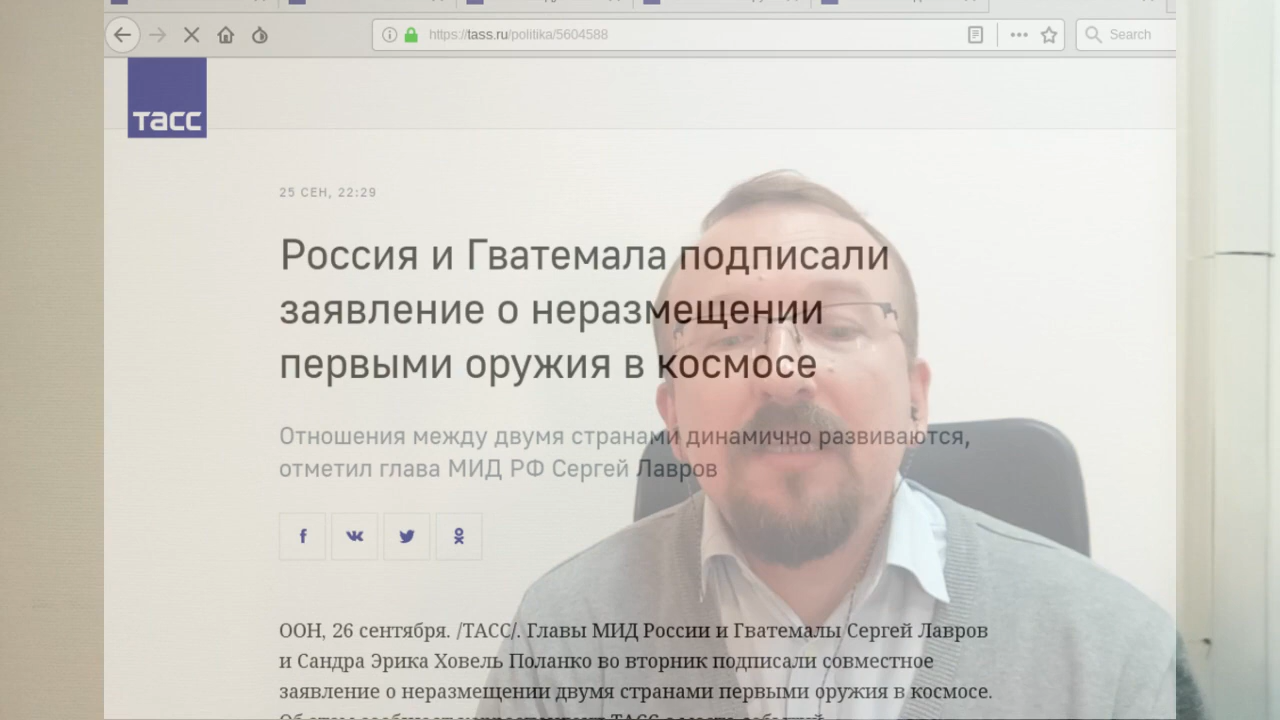 https://tass.ru/politika/5604588
Search
тасс
25 СЕН, 22:29
Россия и Гватемала подписали
заявление о неразмещении
первыми оружия в космосе
Отношения между двумя странами динамично развиваются,
отметил глава МИД РФ Сергей Лавров
ООН, 26 сентября. /ТАСС/. Главы МИД России и Гватемалы Сергей Лавров
и Сандра Эрика Ховель Поланко во вторник подписали совместное
заявление о неразмещении двумя странами первыми оружия в космосе.